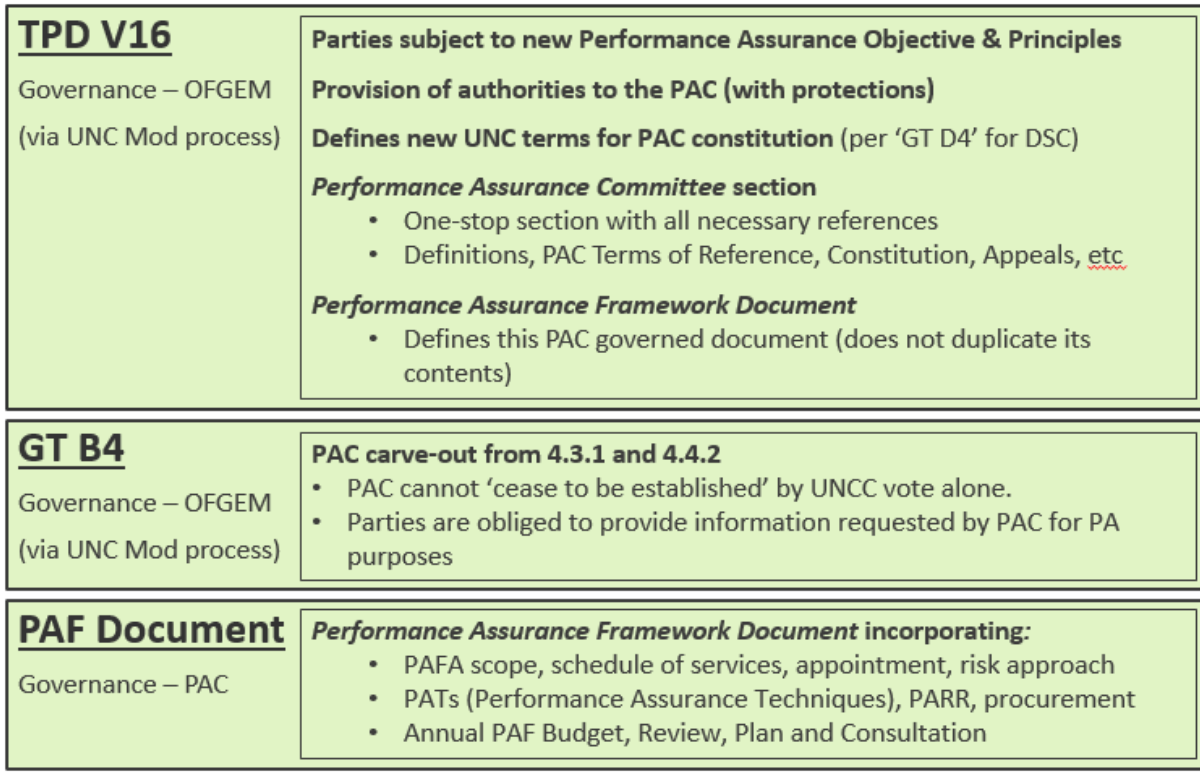 TPD V16
Governance – OFGEM
(via UNC Mod process)
Parties subject to new Performance Assurance Objective & Principles
Provision of authorities to the PAC (with protections)
Defines new UNC terms for PAC constitution (per ‘GT D4’ for DSC)
Performance Assurance Committee section
• One-stop section with all necessary references
• Definitions, PAC Terms of Reference, Constitution, Appeals, etc
Performance Assurance Framework Document
• Defines this PAC governed document (does not duplicate its
contents)
GT B4
Governance – OFGEM
(via UNC Mod process)
PAC carve-out from 4.3.1 and 4.4.2
• PAC cannot ‘cease to be established’ by UNCC vote alone.
• Parties are obliged to provide information requested by PAC for PA
purposes
PAF Document
Governance – PAC
Performance Assurance Framework Document incorporating:
• PAFA scope, schedule of services, appointment, risk approach
• PATs (Performance Assurance Techniques), PARR, procurement
• Annual PAF Budget, Review, Plan and Consultation